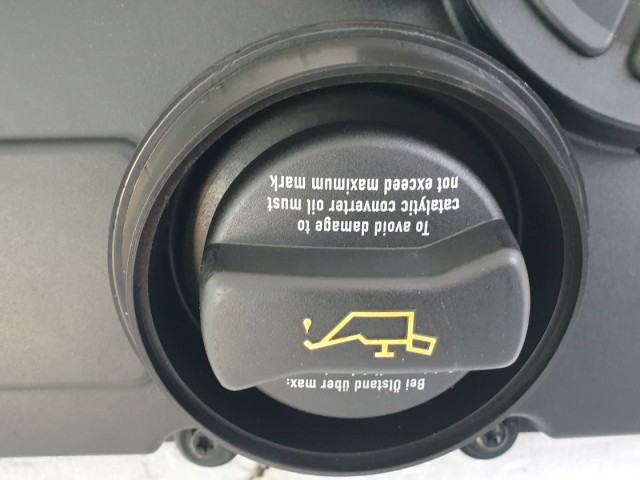 To avoid damage to
catalytic converter oil must
not exceed maximum mark
Bei Ölstand über max: